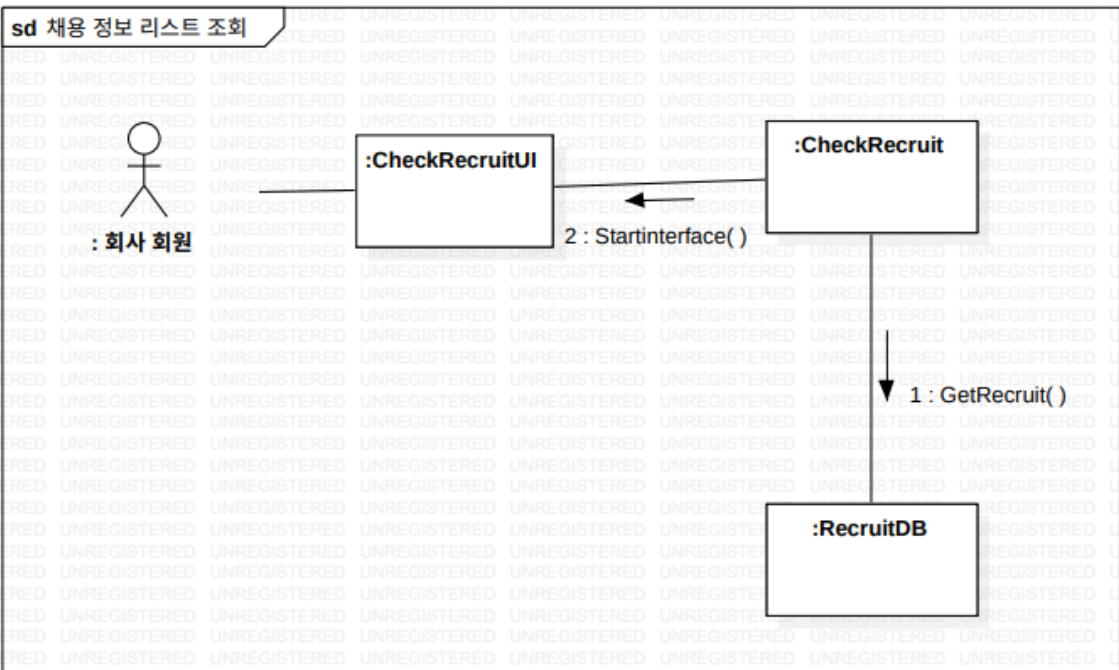 sd 채용 정보 리스트 조회
:CheckRecruitUI
:CheckRecruit
: 회사 회원
2 : Startinterface( )
1 : GetRecruit( )
:RecruitDB
UNREGISTERED